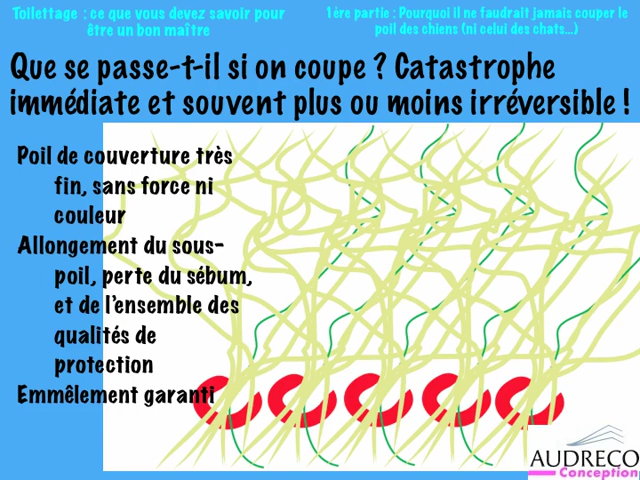 Toilettage : ce que vous devez savoir pour
être un bon maître
1ère partie : Pourquoi il ne faudrait jamais couper le
poil des chiens (ni celui des chats...)
Que se passe-t-il si on coupe ? Catastrophe
immédiate et souvent plus ou moins irréversible !
Poil de couverture très
fin, sans force ni
couleur
Allongement du sous-
poil, perte du sébum,
et de l'ensemble des
qualités de
protection
Emmêlement garanti
AUDRECO
Conception